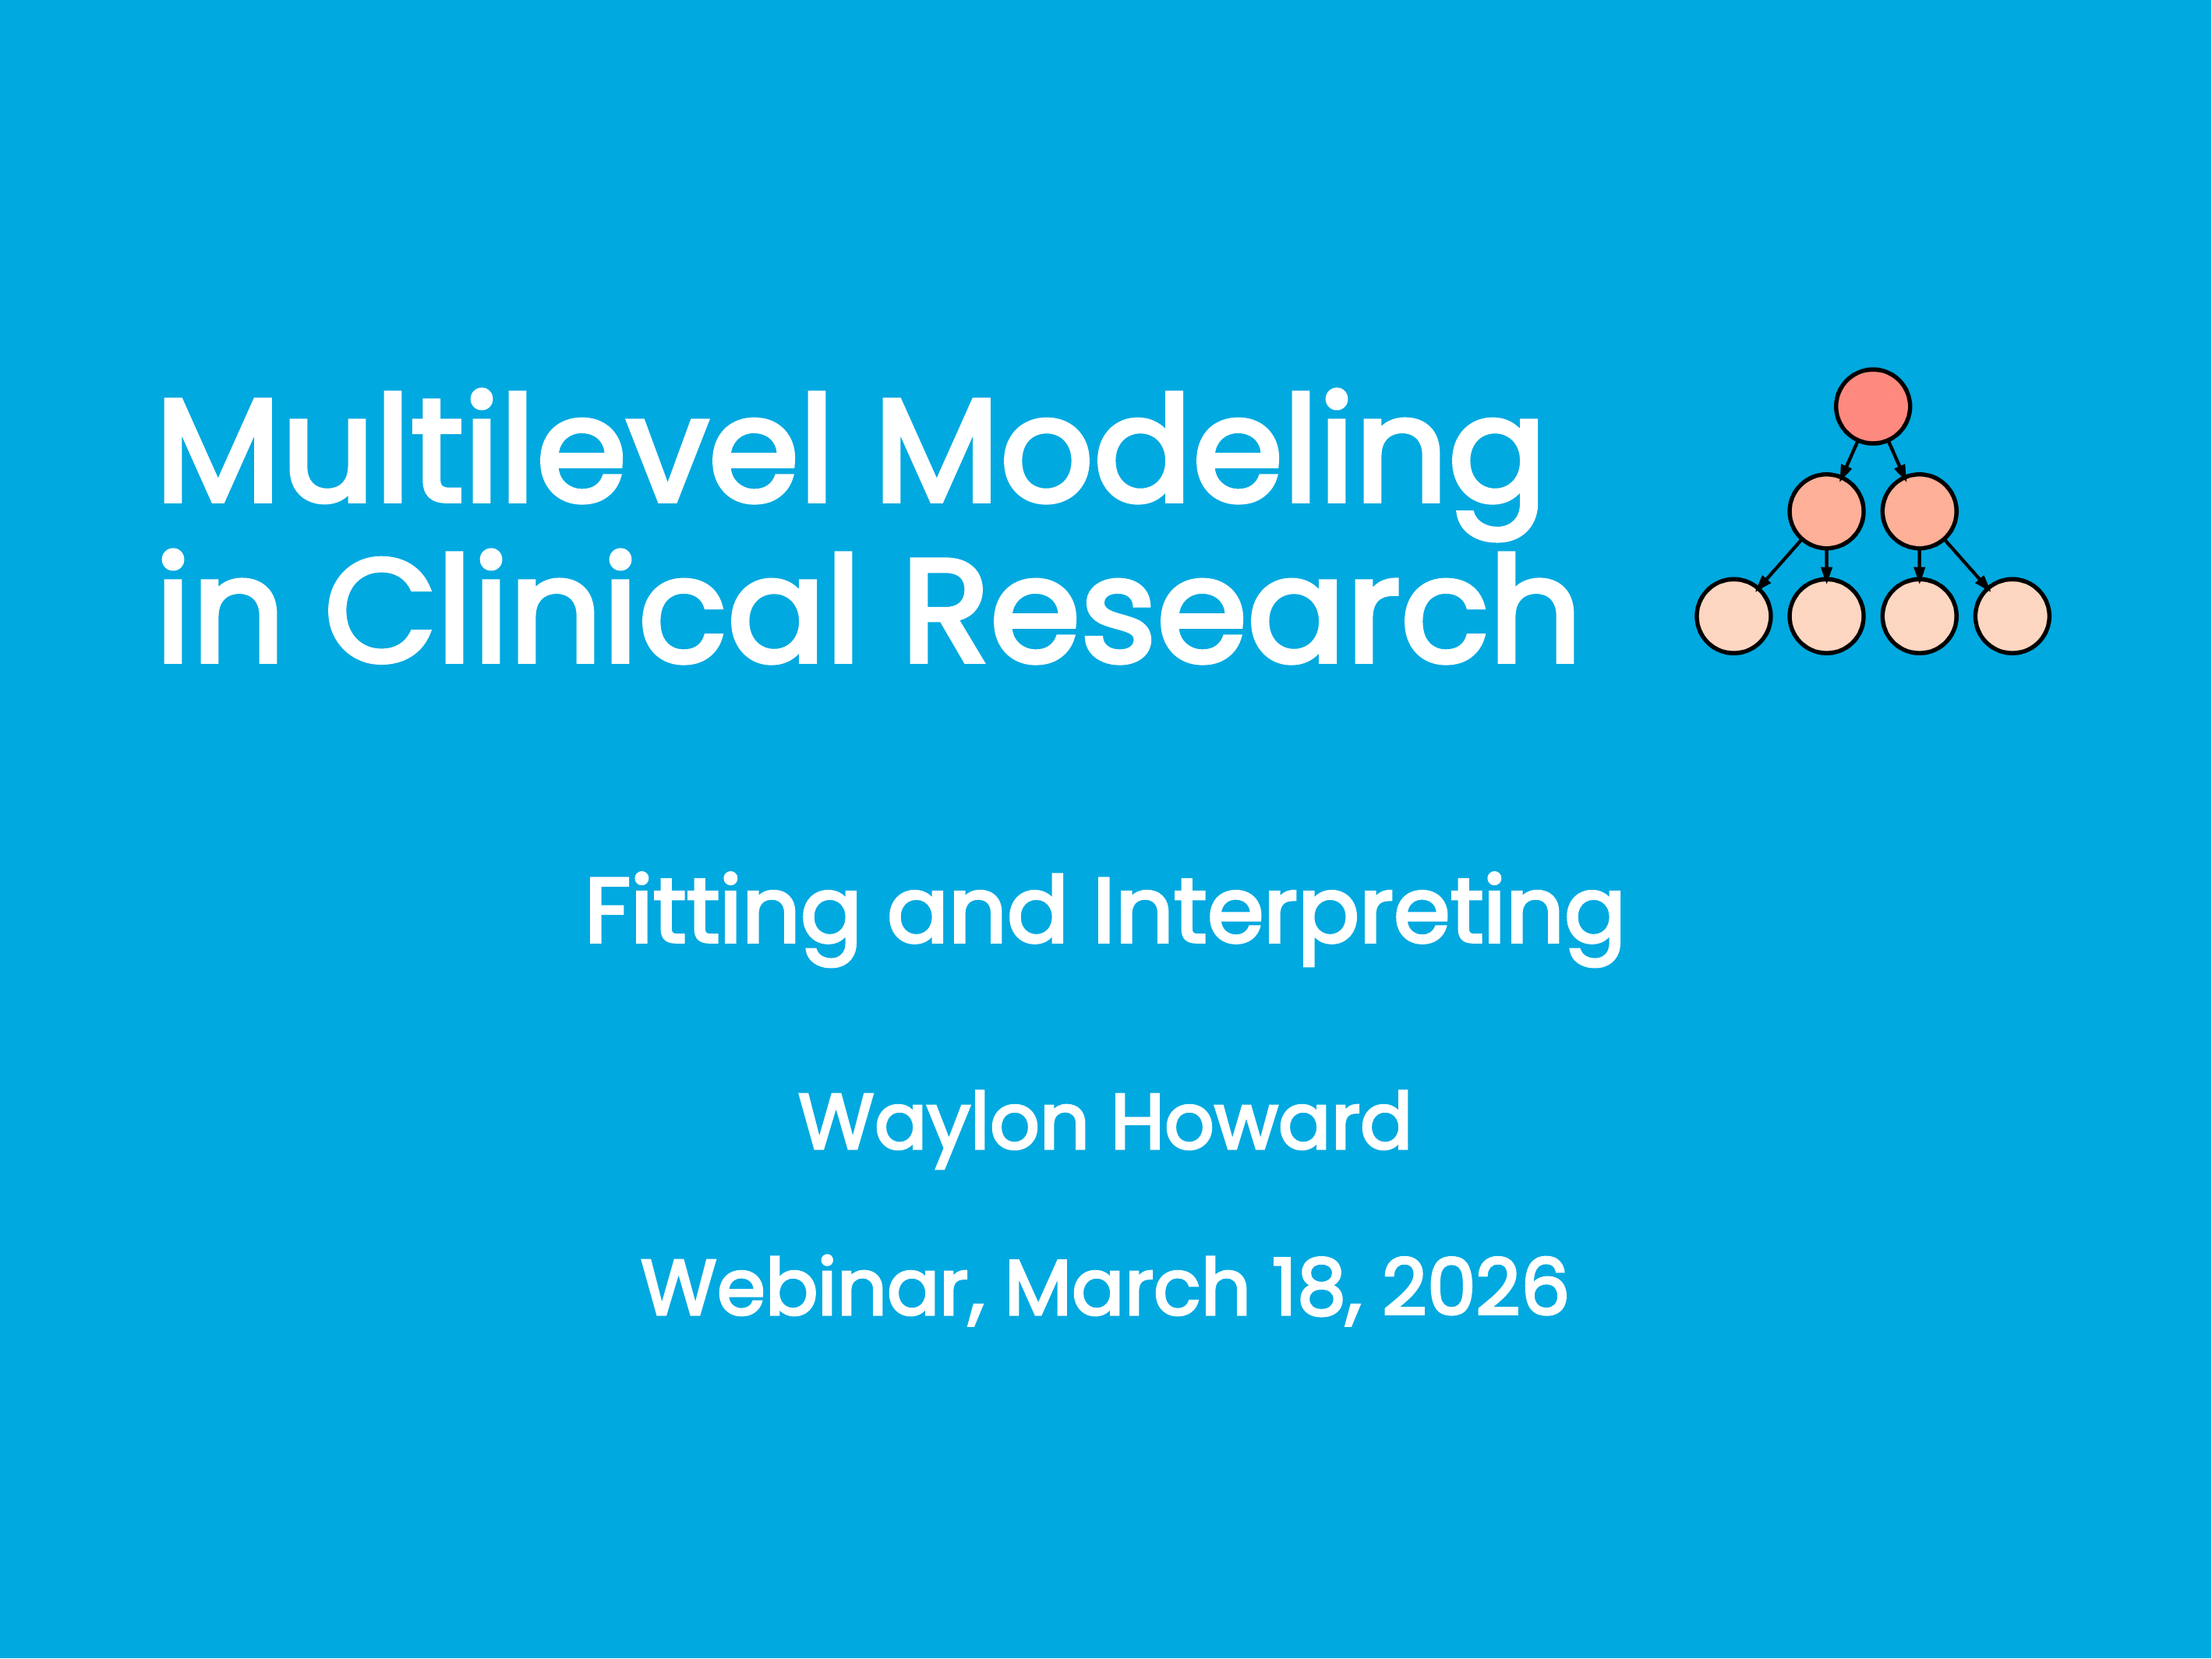 Multilevel Modeling
in Clinical Research
Fitting and Interpreting
Waylon Howard
Webinar, March 18, 2026